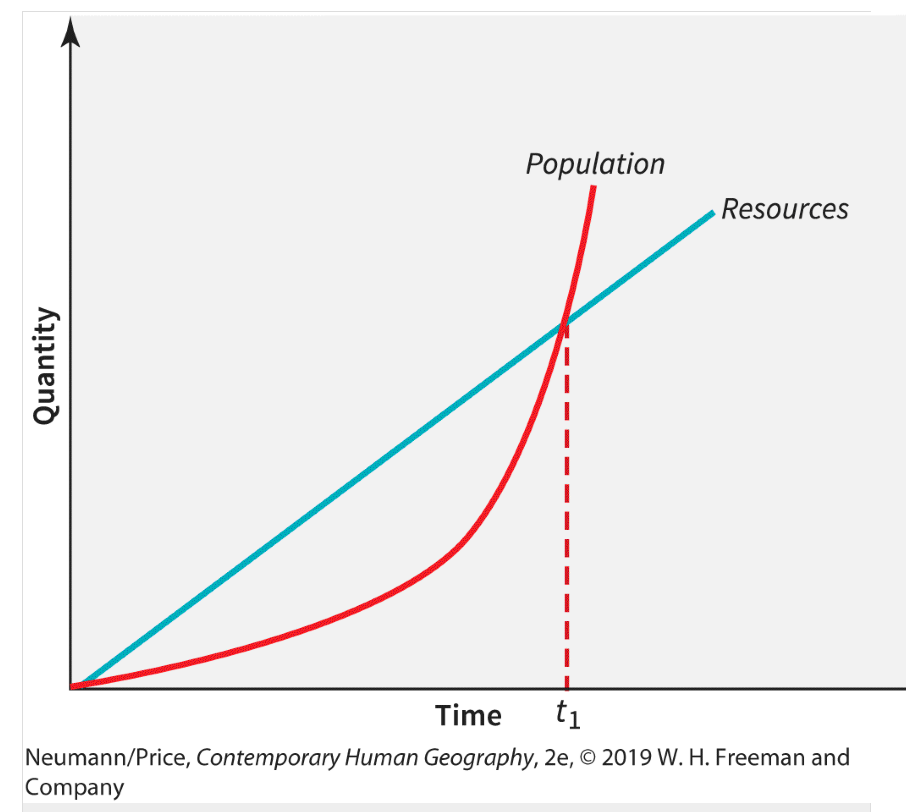 Population
Resources
Quantity
Time
t1
Neumann/Price, Contemporary Human Geography, 2e, © 2019 W. H. Freeman and
Company